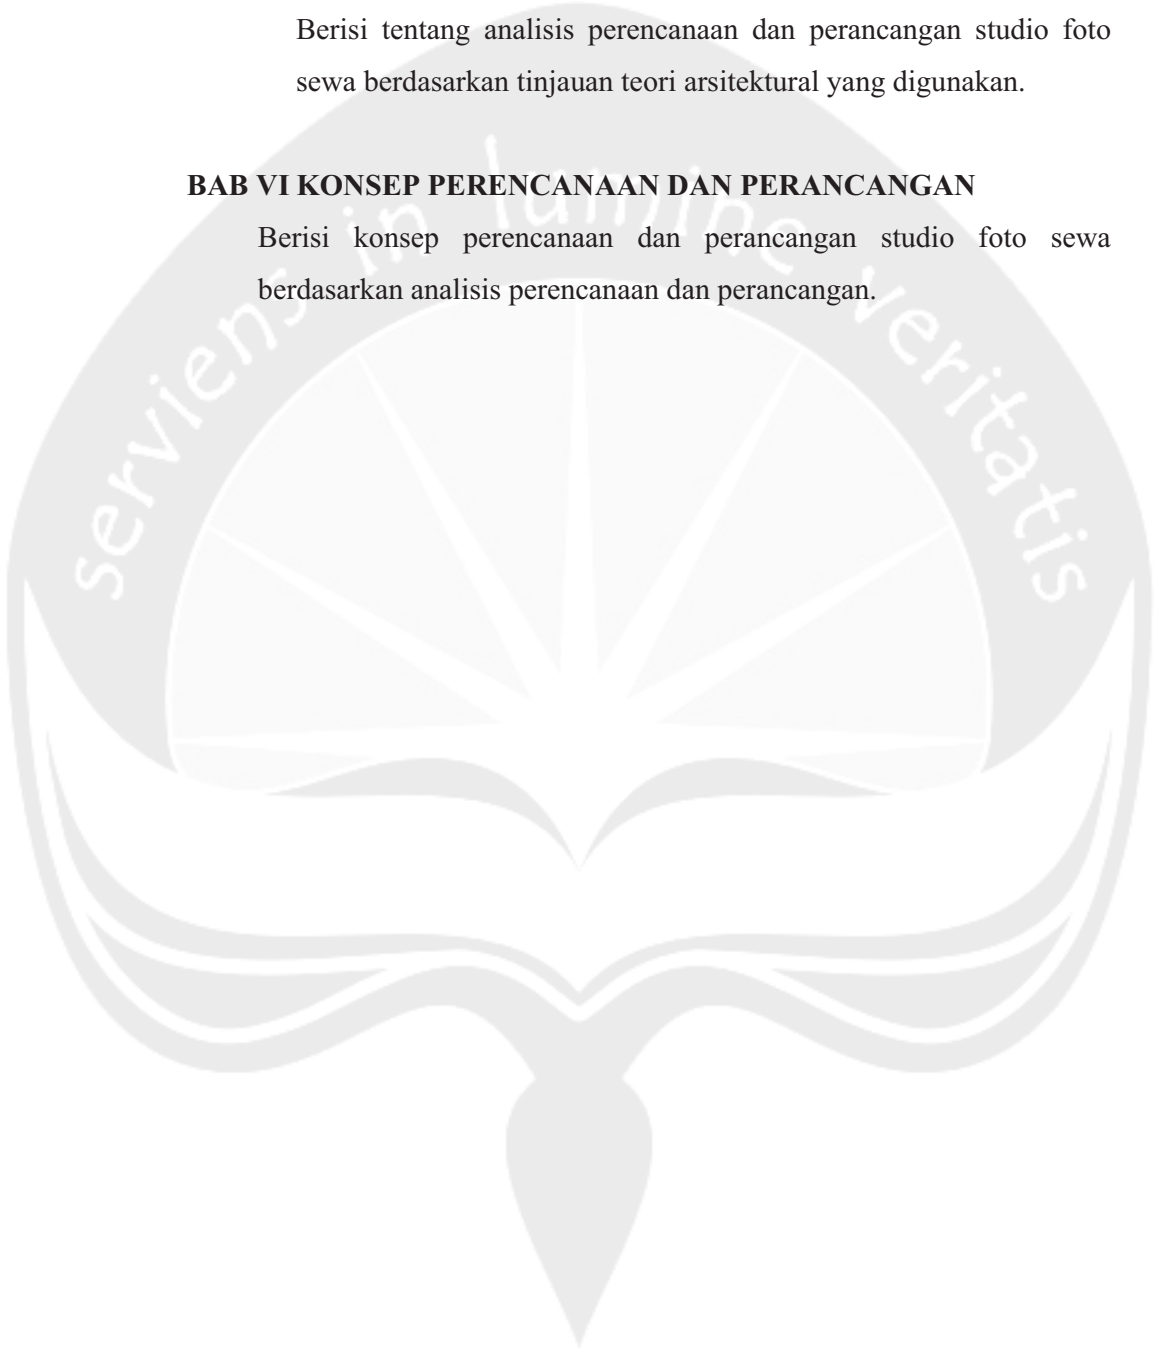 Berisi tentang analisis perencanaan dan perancangan studio foto
sewa berdasarkan tinjauan teori arsitektural yang digunakan.
BAB VI KONSEP PERENCANAAN DAN PERANCANGAN
Berisi konsep perencanaan dan perancangan studio foto sewa
berdasarkan analisis perencanaan dan perancangan.
serviens in lumine veritatis